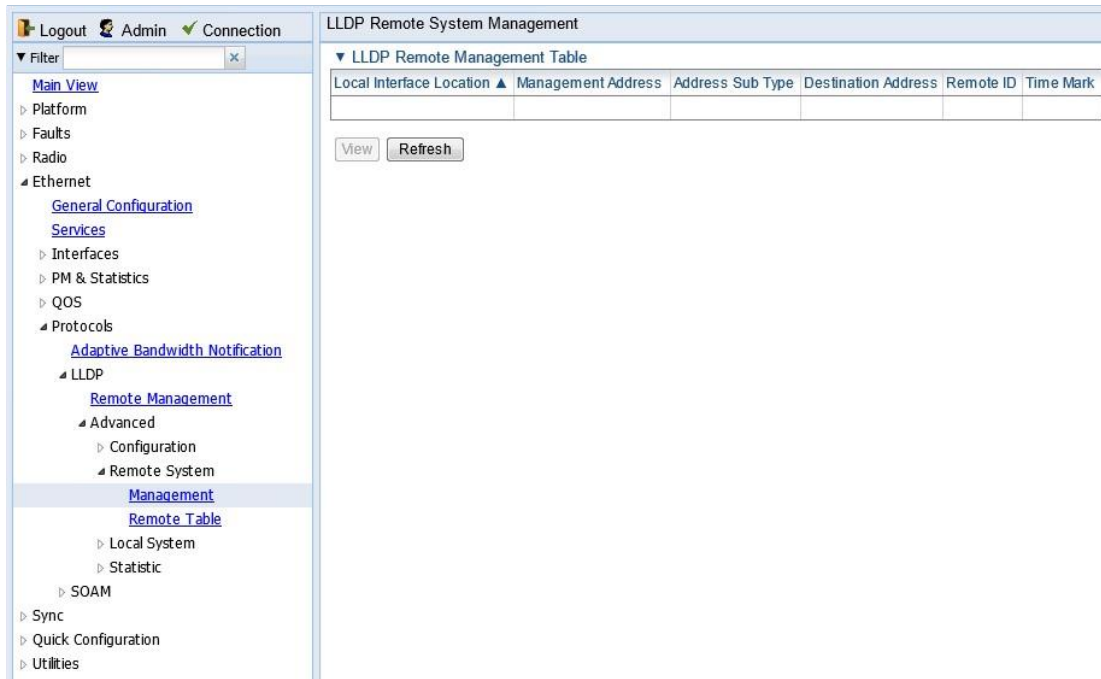 Logout Admin Connection
Filter
Main View
Platform
Faults
Radio
Ethernet
General Configuration
Services
Interfaces
PM & Statistics
QOS
Protocols
Adaptive Bandwidth Notification
LLDP
Remote Management
Advanced
Configuration
Remote System
Management
Remote Table
Local System
Statistic
SOAM
Sync
Quick Configuration
Utilities
LLDP Remote System Management
LLDP Remote Management Table
Local Interface Location ▲ Management Address Address Sub Type Destination Address Remote ID Time Mark
View Refresh